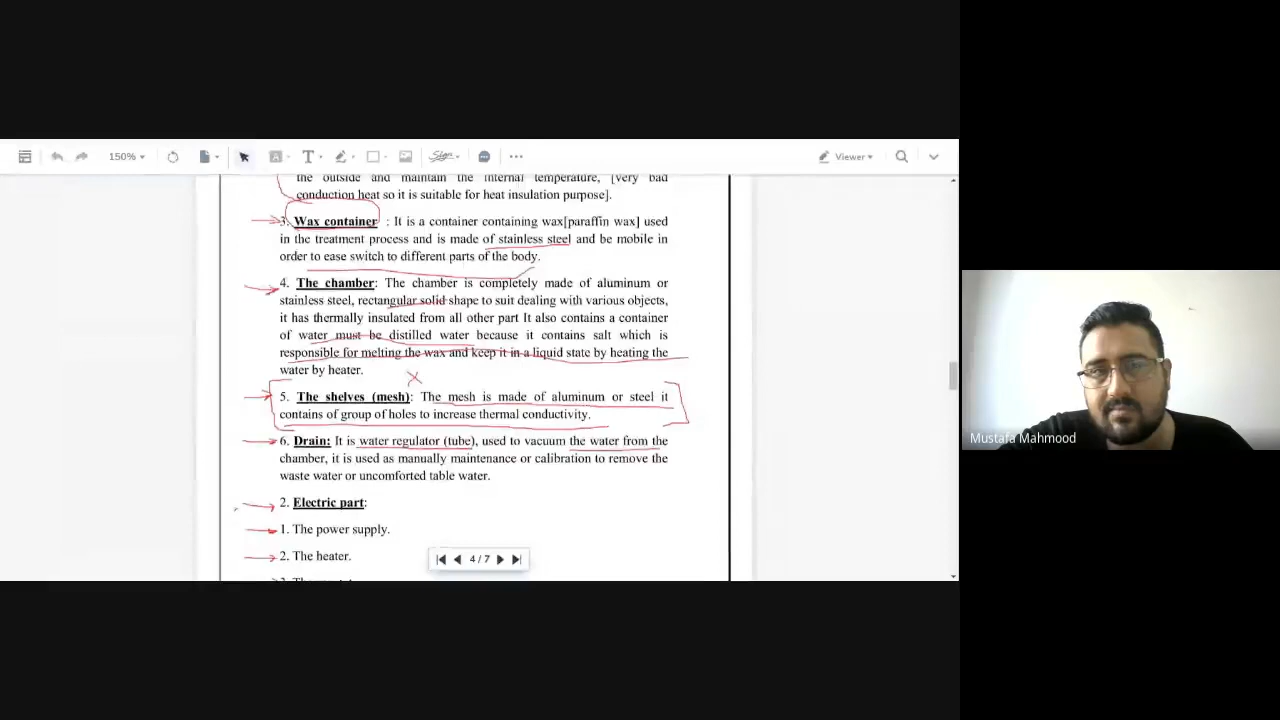 150%
T
Sign
Viewer
the outside and maintain the internal temperature, [very bad
conduction heat so it is suitable for heat insulation purpose].
3. Wax container : It is a container containing wax[paraffin wax] used
in the treatment process and is made of stainless steel and be mobile in
order to ease switch to different parts of the body.
4. The chamber: The chamber is completely made of aluminum or
stainless steel, rectangular solid shape to suit dealing with various objects,
it has thermally insulated from all other part It also contains a container
of water must be distilled water because it contains salt which is
responsible for melting the wax and keep it in a liquid state by heating the
water by heater.
5. The shelves (mesh): The mesh is made of aluminum or steel it
contains of group of holes to increase thermal conductivity.
6. Drain: It is water regulator (tube), used to vacuum the water from the
chamber, it is used as manually maintenance or calibration to remove the
waste water or uncomforted table water.
2. Electric part:
1. The power supply.
2. The heater.
4 / 7
Mustafa Mahmood